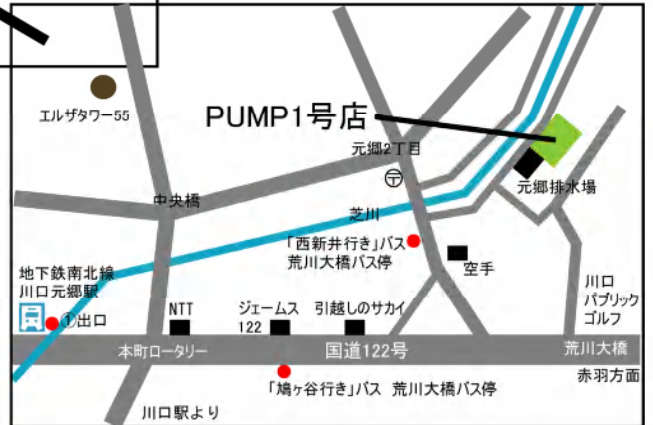 エルザタワー55
PUMP1号店
元郷2丁目
〒
元郷排水場
中央橋
芝川
「西新井行き」バス
荒川大橋バス停
空手
地下鉄南北線
川口元郷駅
①出口
NTT
ジェームス
122
引越しのサカイ
川口
パブリック
ゴルフ
本町ロータリー
国道122号
荒川大橋
赤羽方面
「鳩ヶ谷行き」バス 荒川大橋バス停
川口駅より